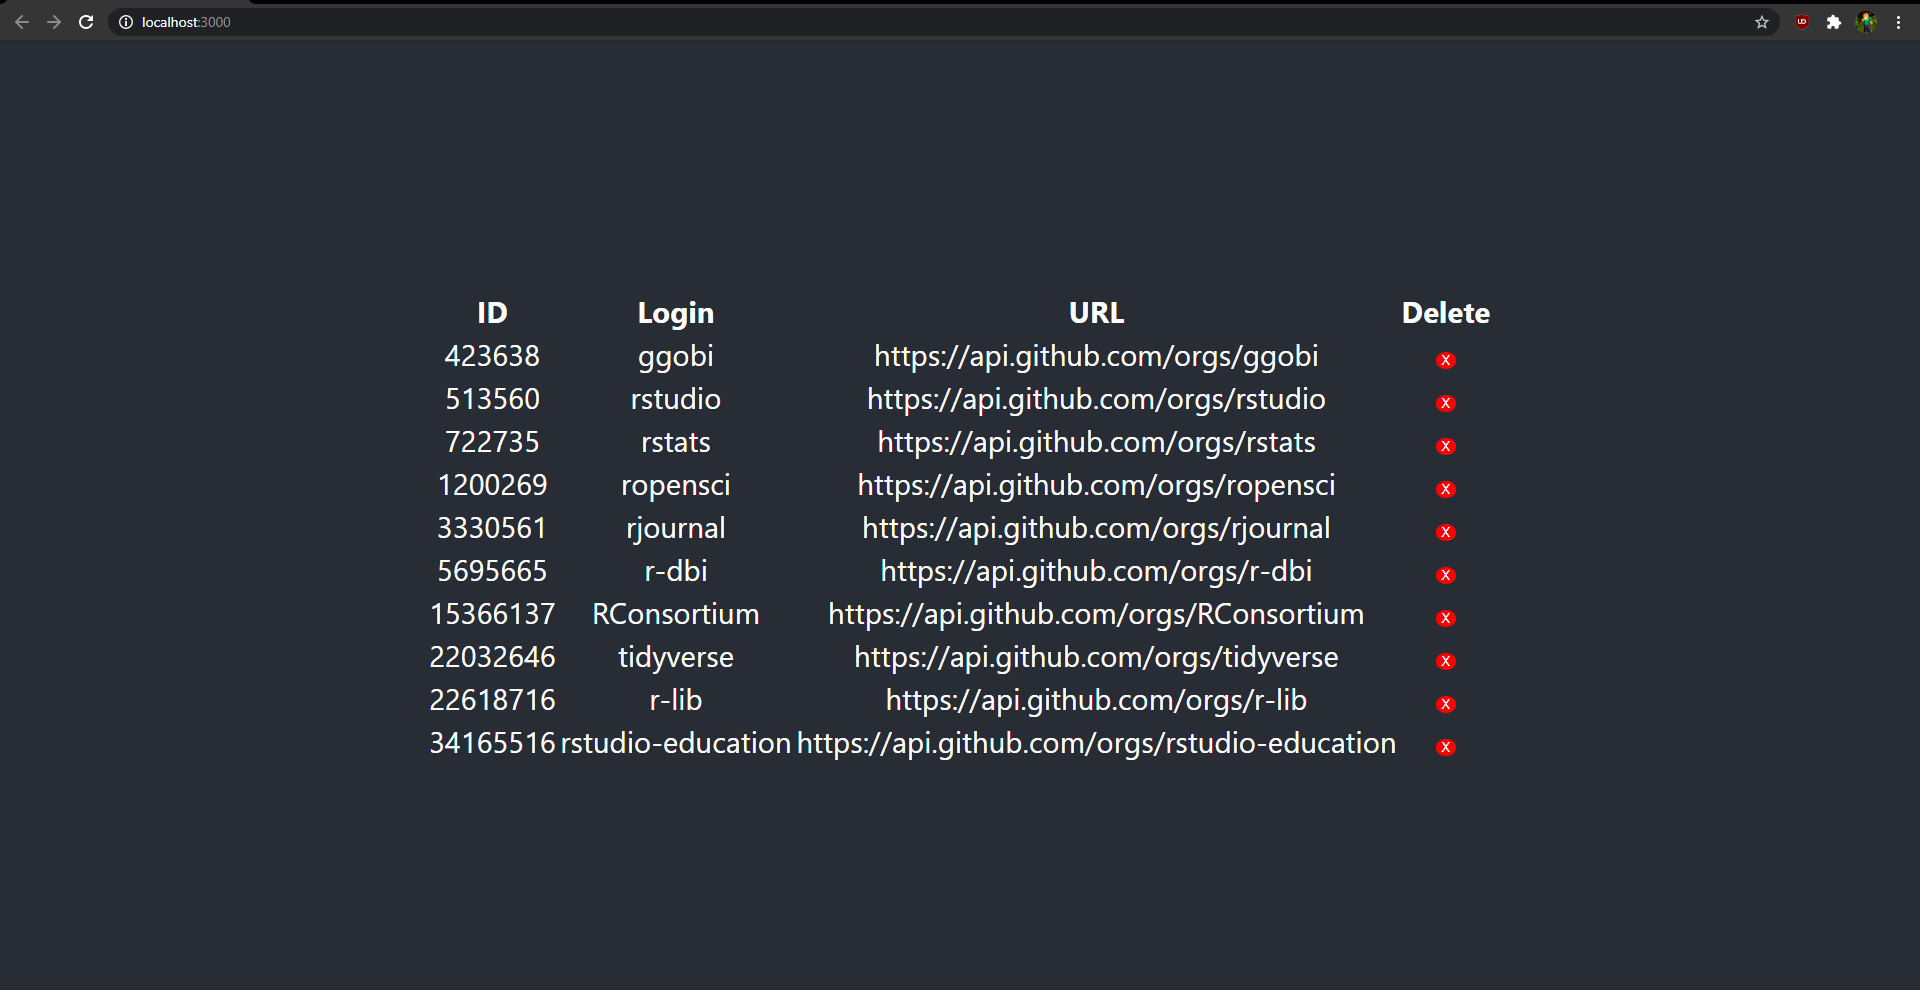 localhost:3000
ID Login URL Delete
423638 ggobi https://api.github.com/orgs/ggobi X
513560 rstudio https://api.github.com/orgs/rstudio X
722735 rstats https://api.github.com/orgs/rstats X
1200269 ropensci https://api.github.com/orgs/ropensci X
3330561 rjournal https://api.github.com/orgs/rjournal X
5695665 r-dbi https://api.github.com/orgs/r-dbi X
15366137 RConsortium https://api.github.com/orgs/RConsortium X
22032646 tidyverse https://api.github.com/orgs/tidyverse X
22618716 r-lib https://api.github.com/orgs/r-lib X
34165516 rstudio-education https://api.github.com/orgs/rstudio-education X